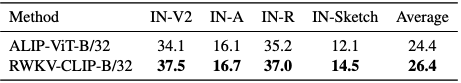 Method IN-V2 IN-A IN-R IN-Sketch Average
ALIP-ViT-B/32 34.1 16.1 35.2 12.1 24.4
RWKV-CLIP-B/32 37.5 16.7 37.0 14.5 26.4